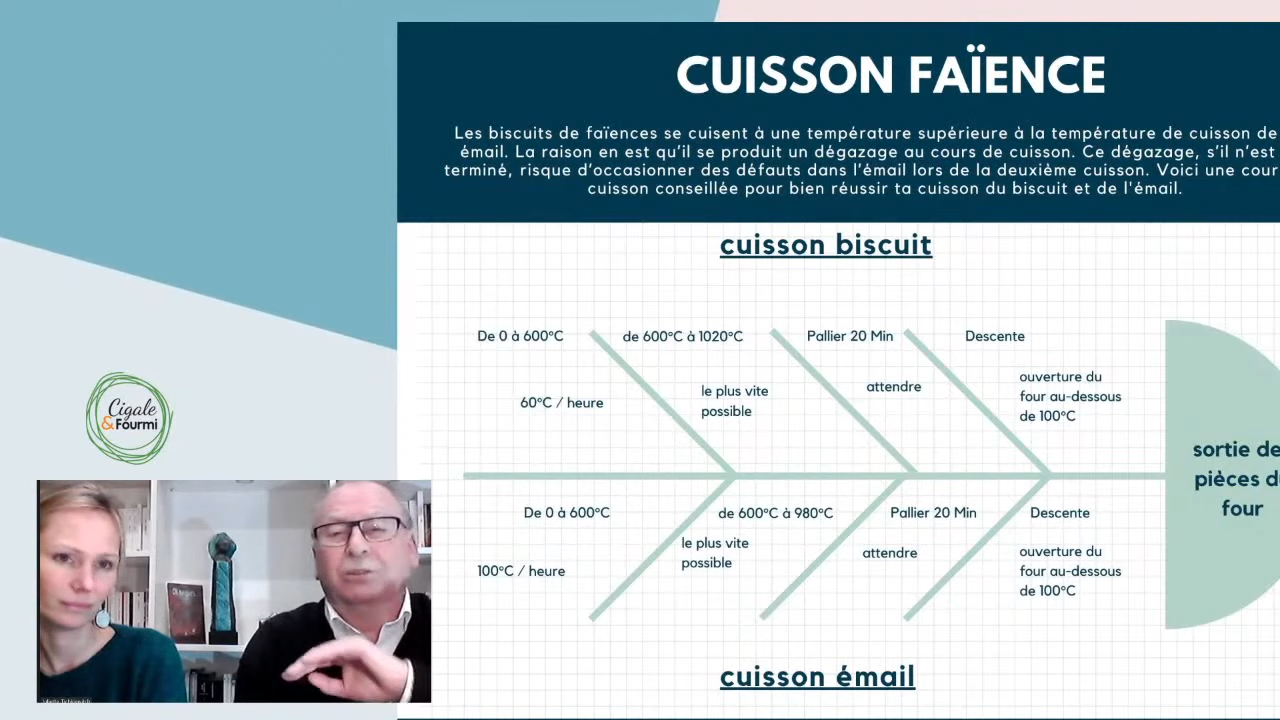 CUISSON FAÏENCE
Les biscuits de faïences se cuisent à une température supérieure à la température de cuisson de
émail. La raison en est qu'il se produit un dégazage au cours de cuisson. Ce dégazage, s'il n'est
terminé, risque d'occasionner des défauts dans l'émail lors de la deuxième cuisson. Voici une cour
cuisson conseillée pour bien réussir ta cuisson du biscuit et de l'émail.
cuisson biscuit
De 0 à 600°C
de 600°C à 1020°C
Pallier 20 Min
Descente
60°C / heure
le plus vite
possible
attendre
ouverture du
four au-dessous
de 100°C
Cigale
&Fourmi
sortie de
pièces d
four
De 0 à 600°C
de 600°C à 980°C
Pallier 20 Min
Descente
100°C / heure
le plus vite
possible
attendre
ouverture du
four au-dessous
de 100°C
cuisson émail